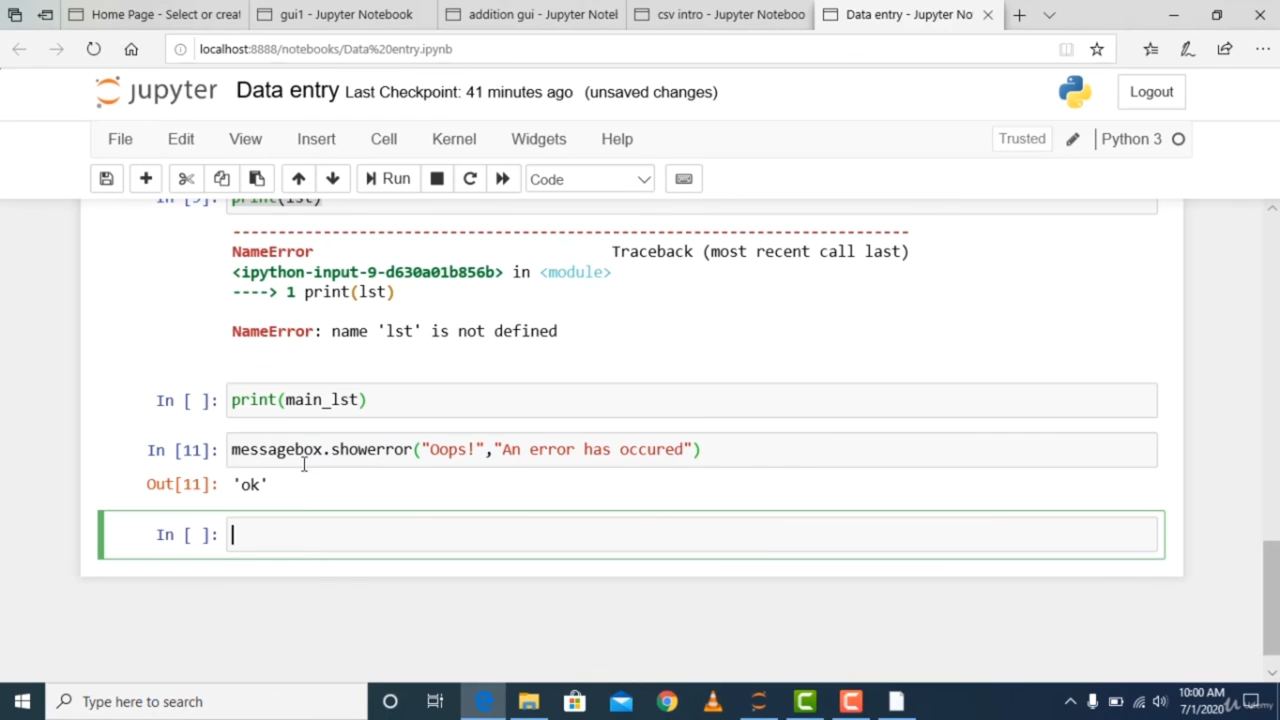 Home Page - Select or creat
gui1 - Jupyter Notebook
addition gui - Jupyter Notel
csv intro - Jupyter Noteboo
Data entry - Jupyter No
localhost:8888/notebooks/Data%20entry.ipynb
jupyter Data entry Last Checkpoint: 41 minutes ago (unsaved changes)
Logout
File Edit View Insert Cell Kernel Widgets Help
Trusted Python 3
Run Code
In [9]: print(lst)
---------------------------------------------------------------------------
NameError Traceback (most recent call last)
<ipython-input-9-d630a01b856b> in <module>
----> 1 print(lst)
NameError: name 'lst' is not defined
In [ ]: print(main_lst)
In [11]: messagebox.showerror("Oops!","An error has occured")
Out[11]: 'ok'
In [ ]:
Type here to search
10:00 AM
7/1/2020
Udemy